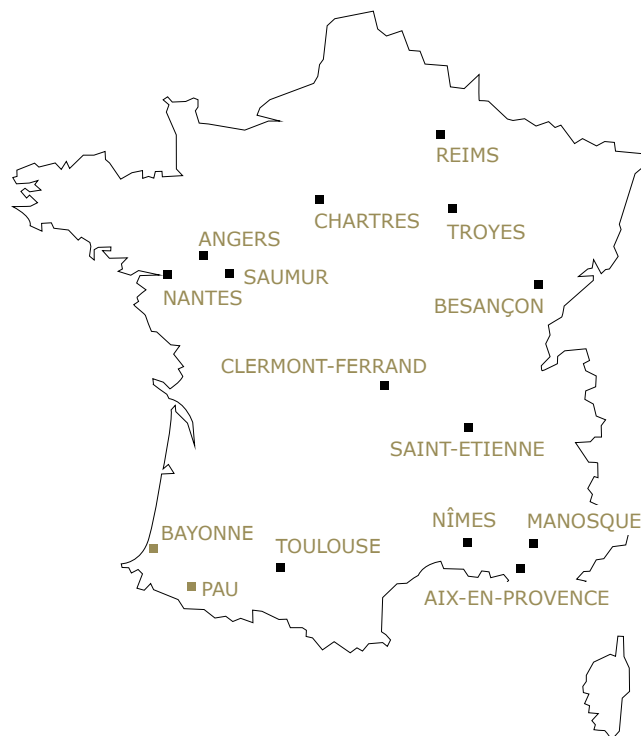 REIMS
CHARTRES
TROYES
ANGERS
SAUMUR
NANTES
BESANÇON
CLERMONT-FERRAND
SAINT-ETIENNE
NÎMES
MANOSQUE
BAYONNE
TOULOUSE
PAU
AIX-EN-PROVENCE